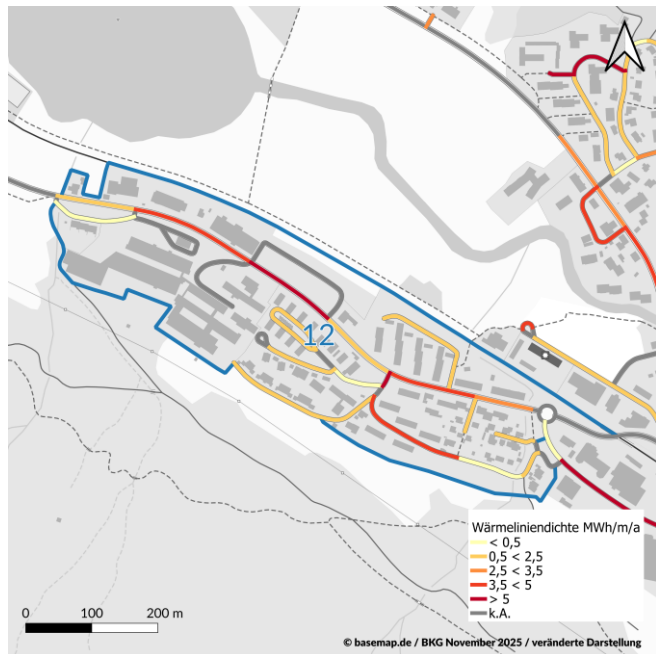 12
Wärmeliniendichte MWh/m/a
< 0,5
0,5 < 2,5
2,5 < 3,5
3,5 < 5
> 5
k.A.
0 100 200 m
© basemap.de / BKG November 2025 / veränderte Darstellung